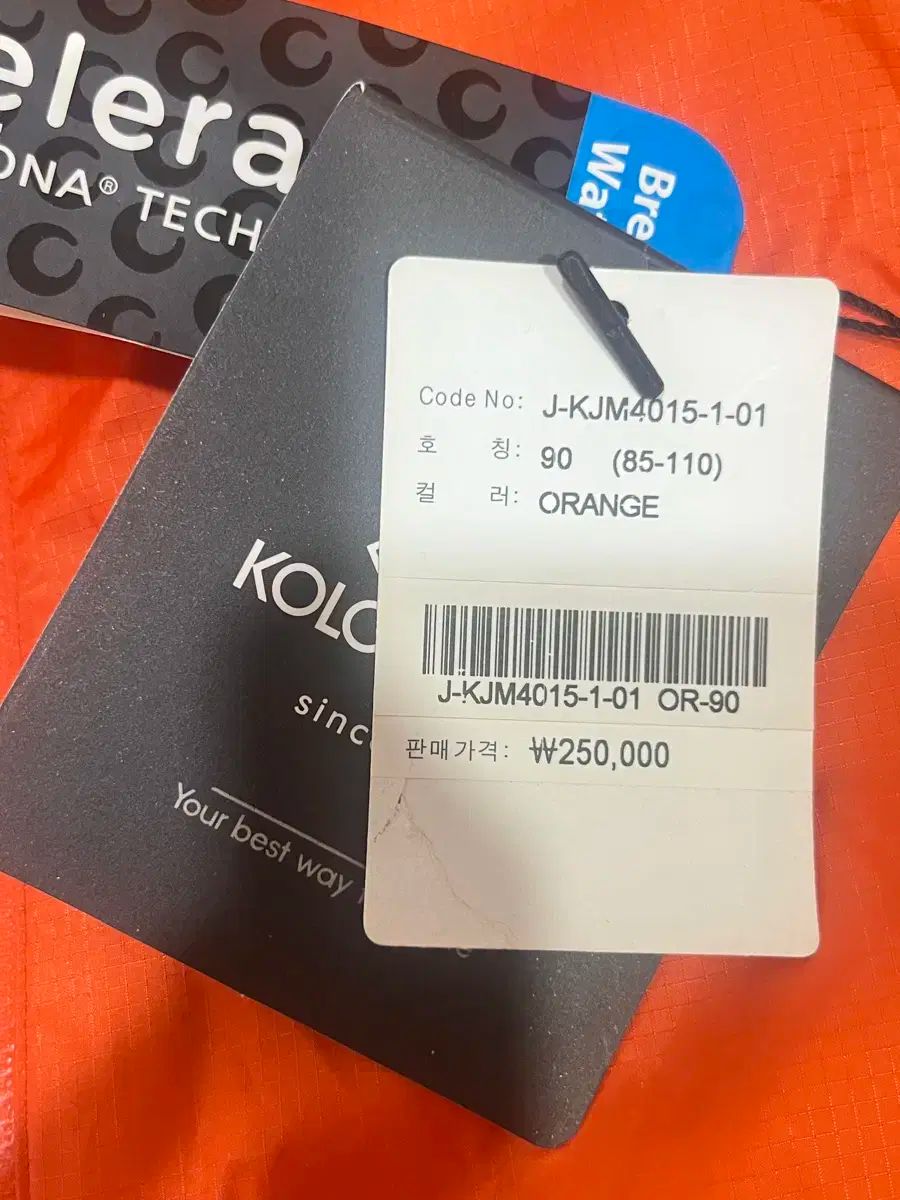 elera
ONA® TECH
Bre
Wa
Code No: J-KJM4015-1-01
호 칭: 90 (85-110)
컬 러: ORANGE
J-KJM4015-1-01 OR-90
판매가격: ₩250,000
KOLO
sinc
Your best way